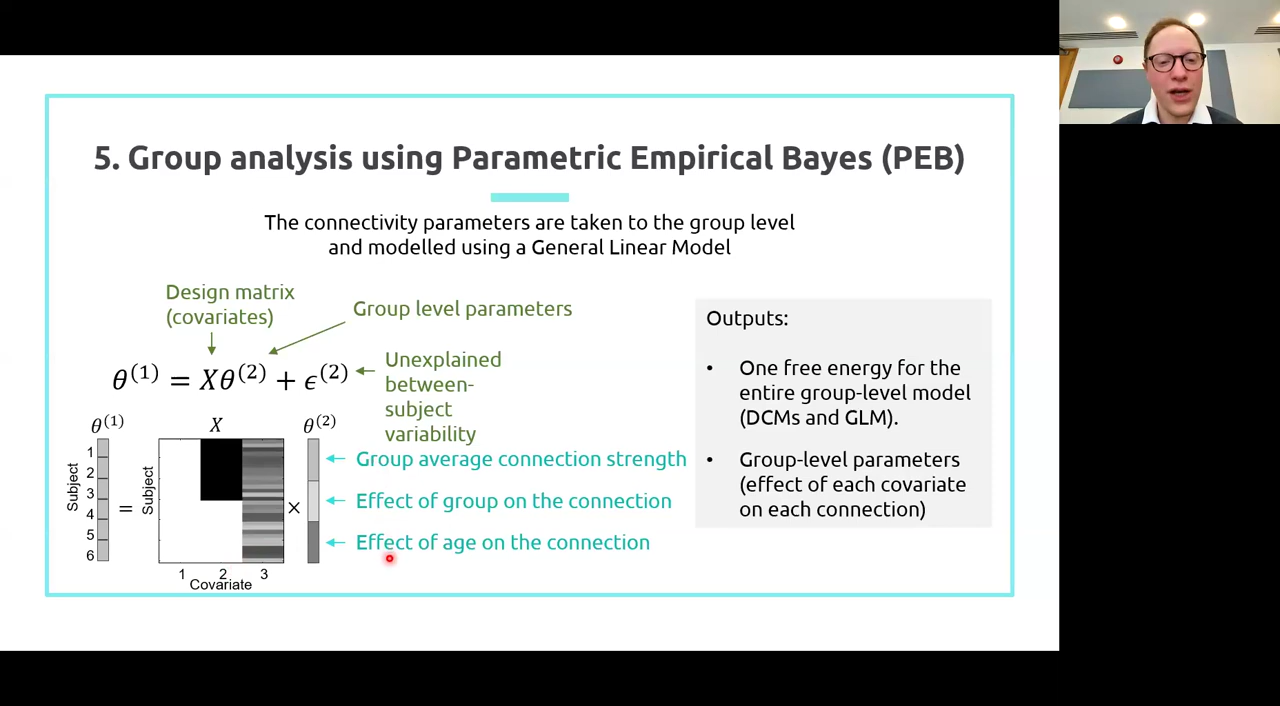 5. Group analysis using Parametric Empirical Bayes (PEB)
The connectivity parameters are taken to the group level
and modelled using a General Linear Model
Design matrix
(covariates)
Group level parameters
θ⁽¹⁾ = Xθ⁽²⁾ + ϵ⁽²⁾
Unexplained
between-
subject
variability
θ⁽¹⁾
X
θ⁽²⁾
Subject
1
2
3
4
5
6
=
Subject
1 2 3
Covariate
×
Group average connection strength
Effect of group on the connection
Effect of age on the connection
Outputs:
• One free energy for the
entire group-level model
(DCMs and GLM).
• Group-level parameters
(effect of each covariate
on each connection)